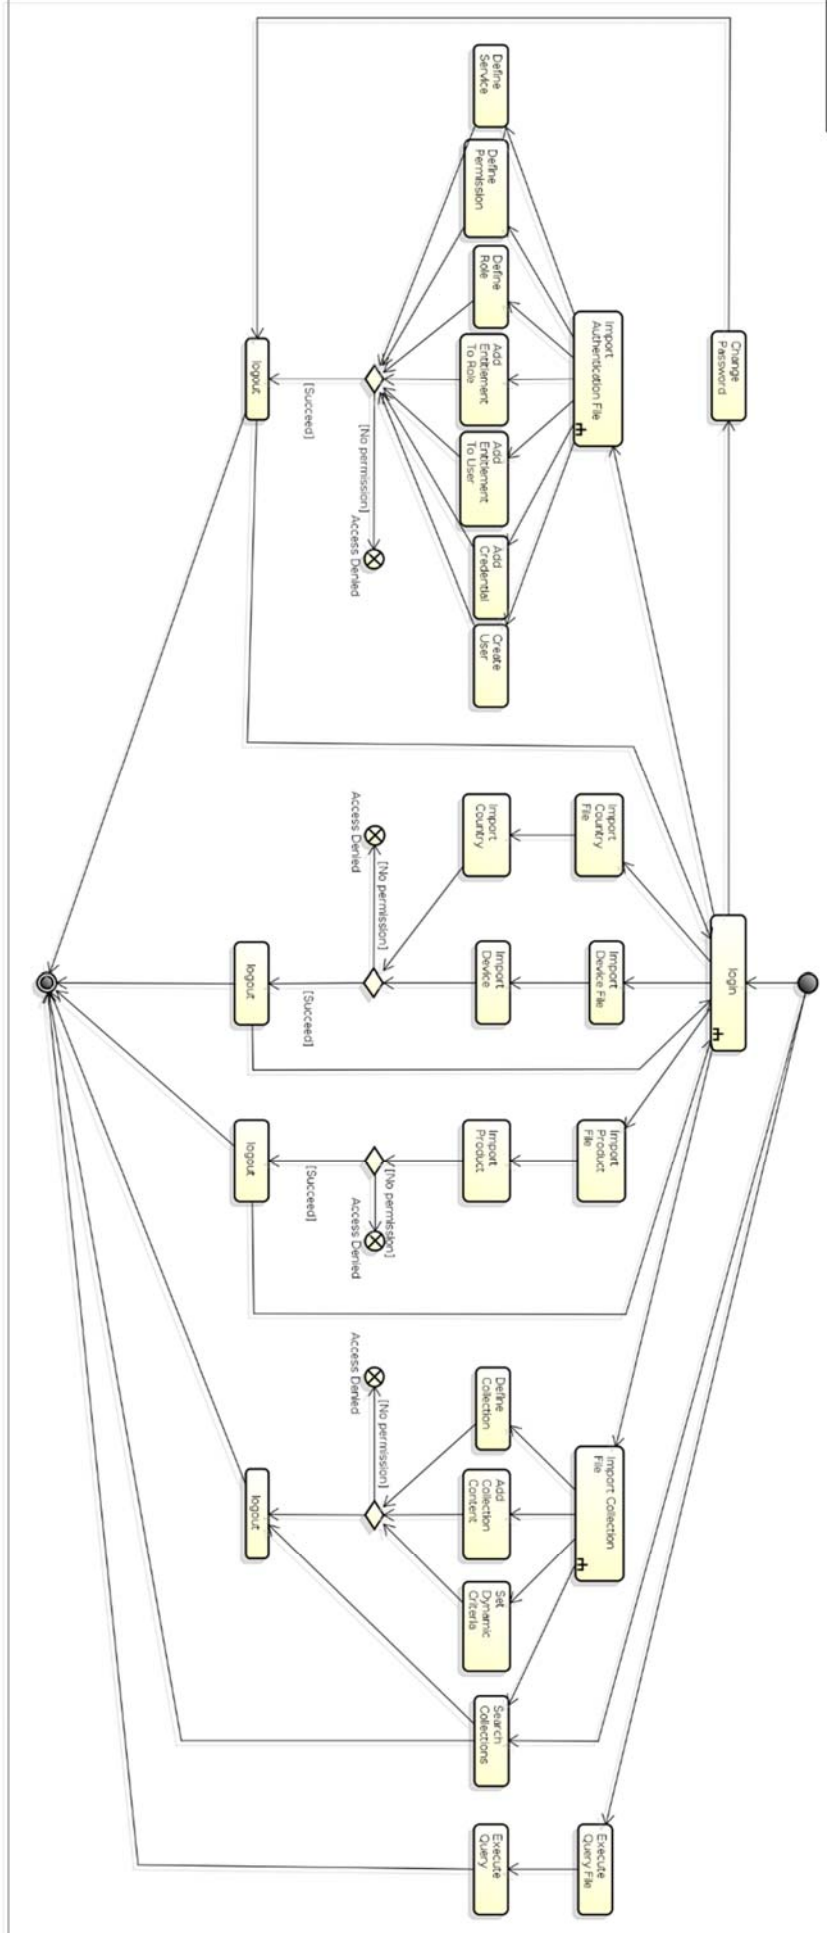 Change
Password
login
Import
Authentication File
Import
Country
File
Import
Device File
Import
Product
File
Import Collection
File
Execute
Query File
Define
Service
Define
Permission
Define
Role
Add
Entitlement
To Role
Add
Entitlement
To User
Add
Credential
Create
User
Import
Country
Import
Device
Import
Product
Define
Collection
Add
Collection
Content
Set
Dynamic
Criteria
Search
Collections
Execute
Query
[No permission]
Access Denied
[No permission]
Access Denied
[No permission]
Access Denied
[No permission]
Access Denied
[Succeed]
[Succeed]
[Succeed]
logout
logout
logout
logout